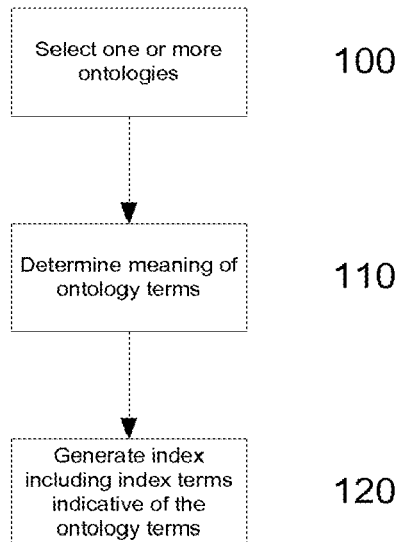 Select one or more
ontologies
100
Determine meaning of
ontology terms
110
Generate index
including index terms
indicative of the
ontology terms
120